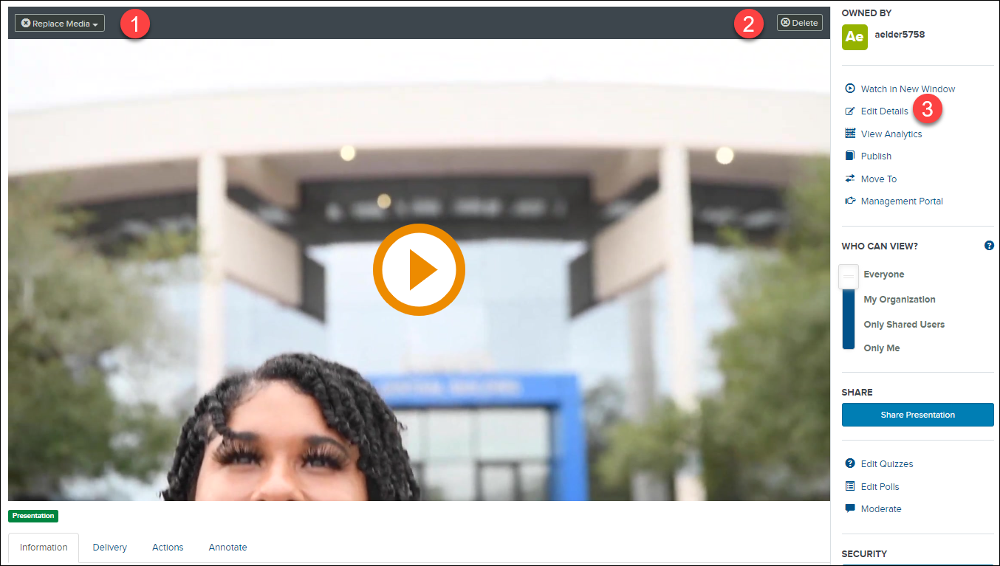 Replace Media
1
2
Delete
Presentation
Information
Delivery
Actions
Annotate
OWNED BY
Ae
aelder5758
Watch in New Window
Edit Details
3
View Analytics
Publish
Move To
Management Portal
WHO CAN VIEW?
?
Everyone
My Organization
Only Shared Users
Only Me
SHARE
Share Presentation
? Edit Quizzes
Edit Polls
Moderate
SECURITY